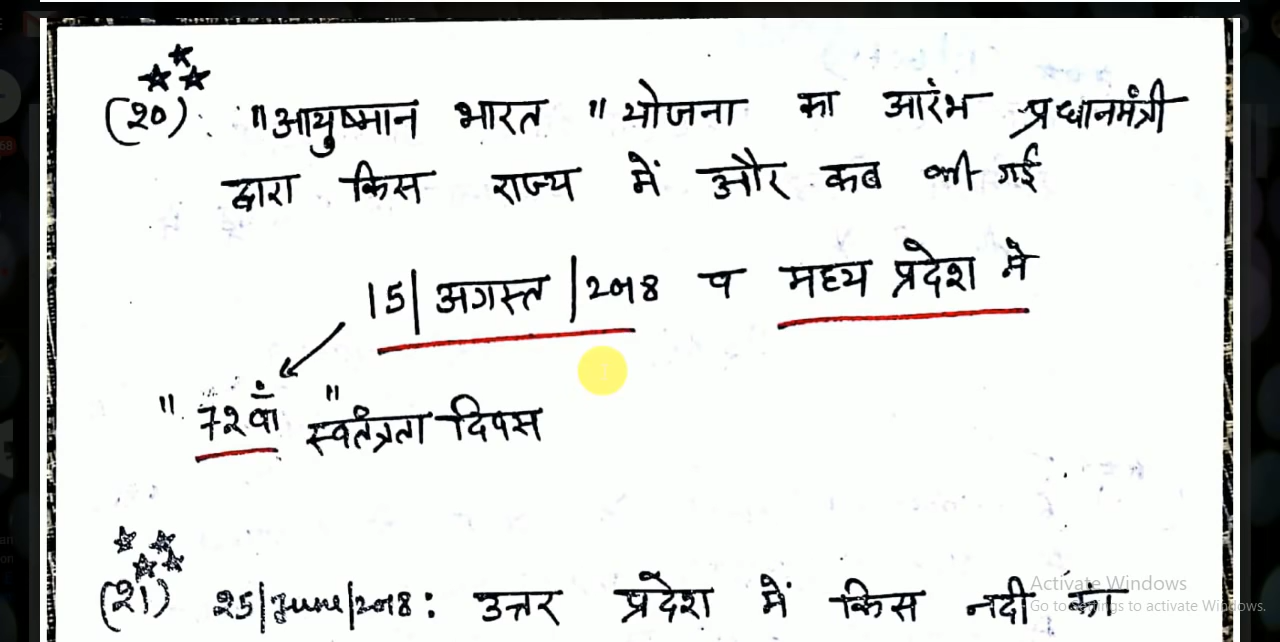 (20). "आयुष्मान भारत" योजना का आरंभ प्रधानमंत्री
द्वारा किस राज्य में और कब की गई
15|अगस्त|2018 व मध्य प्रदेश मे
"72वां" स्वतंत्रता दिवस
(21) 25|June|2018: उत्तर प्रदेश में किस नदी का
Activate Windows
Go to Settings to activate Windows.